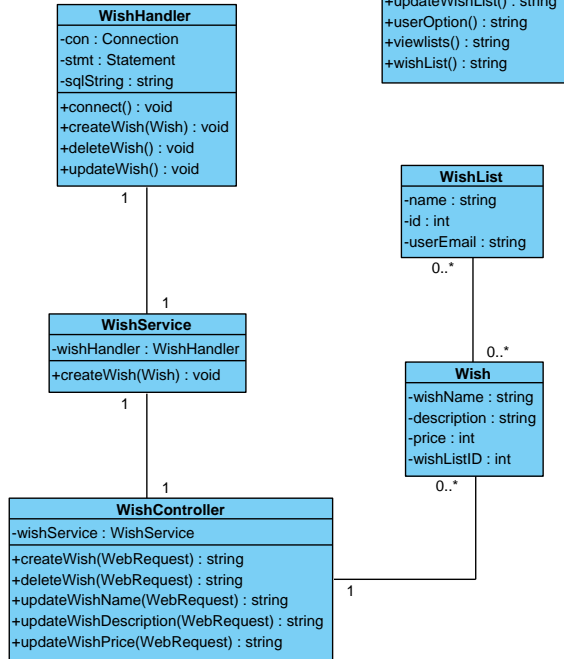 WishHandler
-con : Connection
-stmt : Statement
-sqlString : string
+connect() : void
+createWish(Wish) : void
+deleteWish() : void
+updateWish() : void
+updateWishList() : string
+userOption() : string
+viewlists() : string
+wishList() : string
1
1
WishList
-name : string
-id : int
-userEmail : string
0..*
0..*
WishService
-wishHandler : WishHandler
+createWish(Wish) : void
1
1
Wish
-wishName : string
-description : string
-price : int
-wishListID : int
0..*
1
WishController
-wishService : WishService
+createWish(WebRequest) : string
+deleteWish(WebRequest) : string
+updateWishName(WebRequest) : string
+updateWishDescription(WebRequest) : string
+updateWishPrice(WebRequest) : string